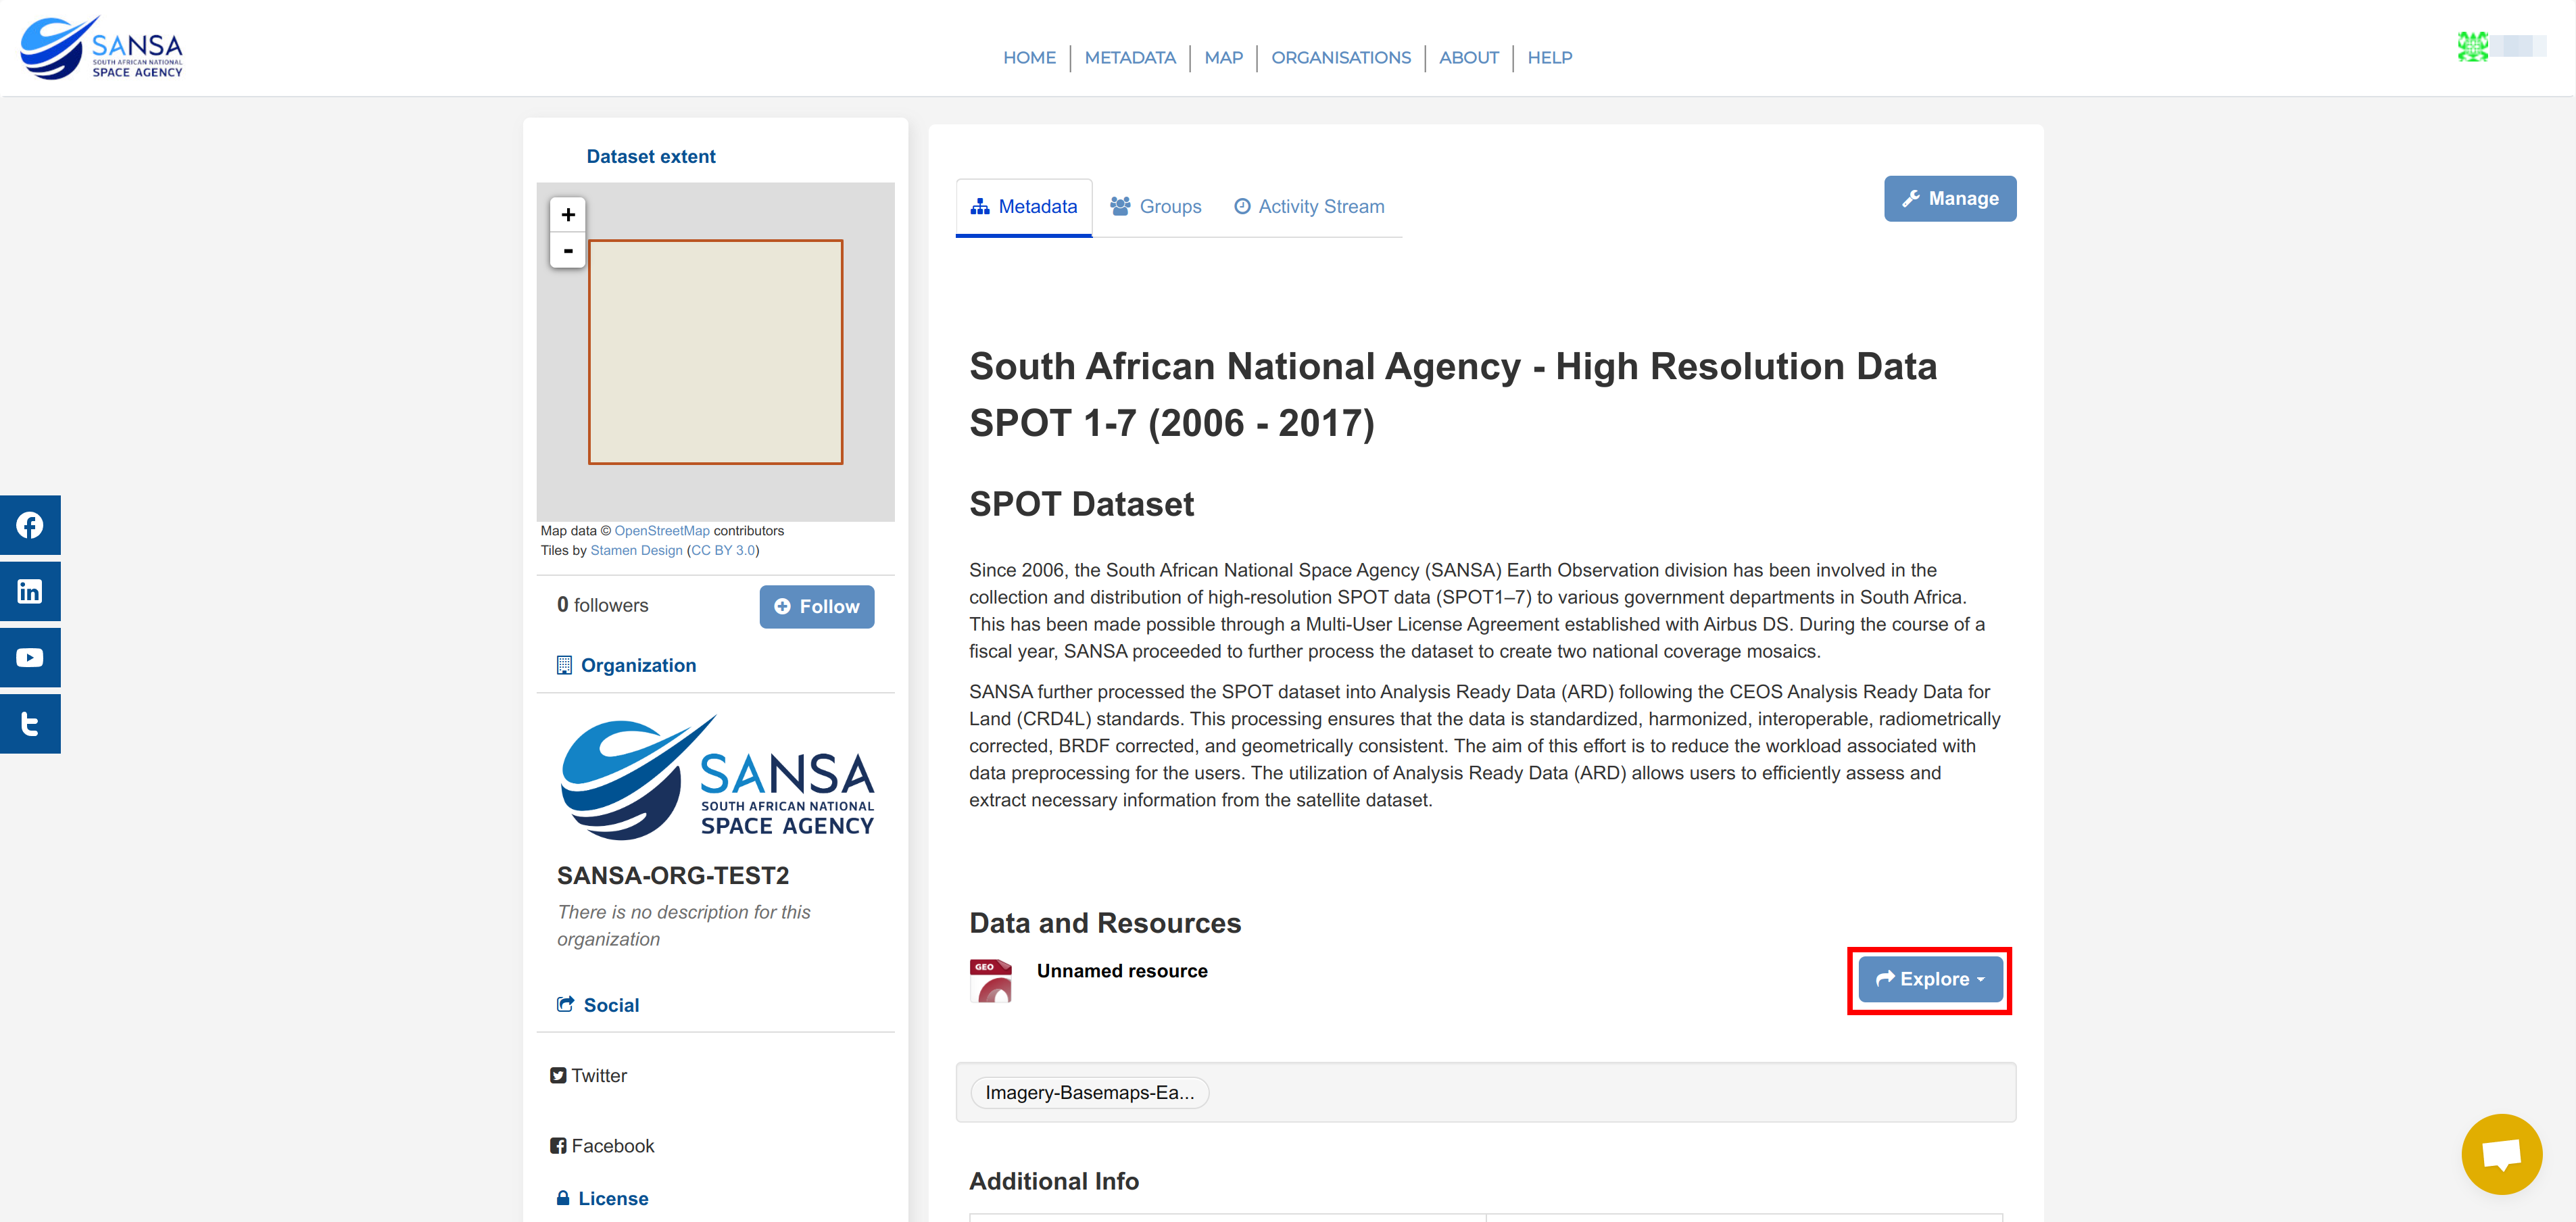 SANSA
SOUTH AFRICAN NATIONAL
SPACE AGENCY
HOME
METADATA
MAP
ORGANISATIONS
ABOUT
HELP
Dataset extent
+
-
Map data © OpenStreetMap contributors
Tiles by Stamen Design (CC BY 3.0)
0 followers
Follow
Organization
SANSA
SOUTH AFRICAN NATIONAL
SPACE AGENCY
SANSA-ORG-TEST2
There is no description for this
organization
Social
Twitter
Facebook
License
Metadata
Groups
Activity Stream
Manage
South African National Agency - High Resolution Data
SPOT 1-7 (2006 - 2017)
SPOT Dataset
Since 2006, the South African National Space Agency (SANSA) Earth Observation division has been involved in the
collection and distribution of high-resolution SPOT data (SPOT1–7) to various government departments in South Africa.
This has been made possible through a Multi-User License Agreement established with Airbus DS. During the course of a
fiscal year, SANSA proceeded to further process the dataset to create two national coverage mosaics.
SANSA further processed the SPOT dataset into Analysis Ready Data (ARD) following the CEOS Analysis Ready Data for
Land (CRD4L) standards. This processing ensures that the data is standardized, harmonized, interoperable, radiometrically
corrected, BRDF corrected, and geometrically consistent. The aim of this effort is to reduce the workload associated with
data preprocessing for the users. The utilization of Analysis Ready Data (ARD) allows users to efficiently assess and
extract necessary information from the satellite dataset.
Data and Resources
GEO
Unnamed resource
Explore
Imagery-Basemaps-Ea...
Additional Info